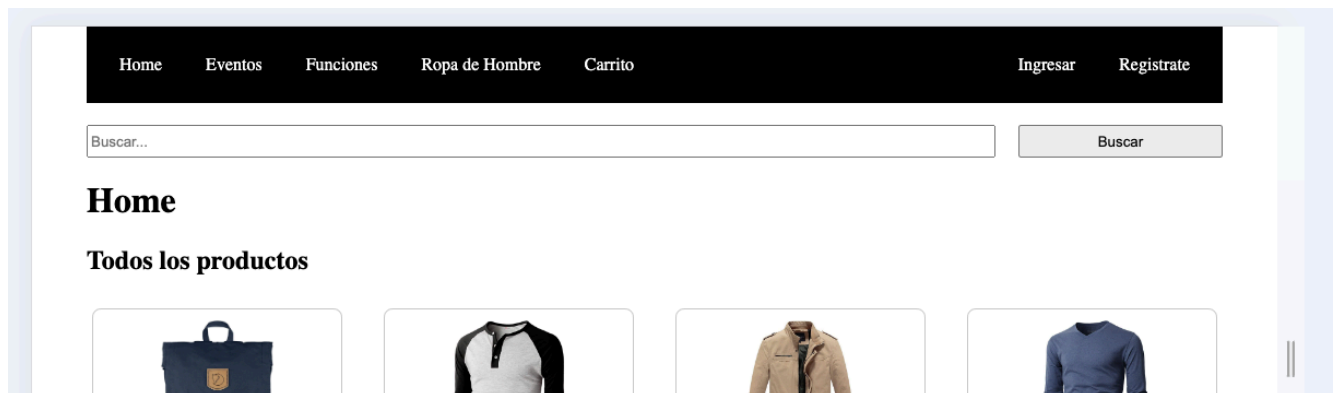 Home Eventos Funciones Ropa de Hombre Carrito Ingresar Registrate
Buscar... Buscar
Home
Todos los productos